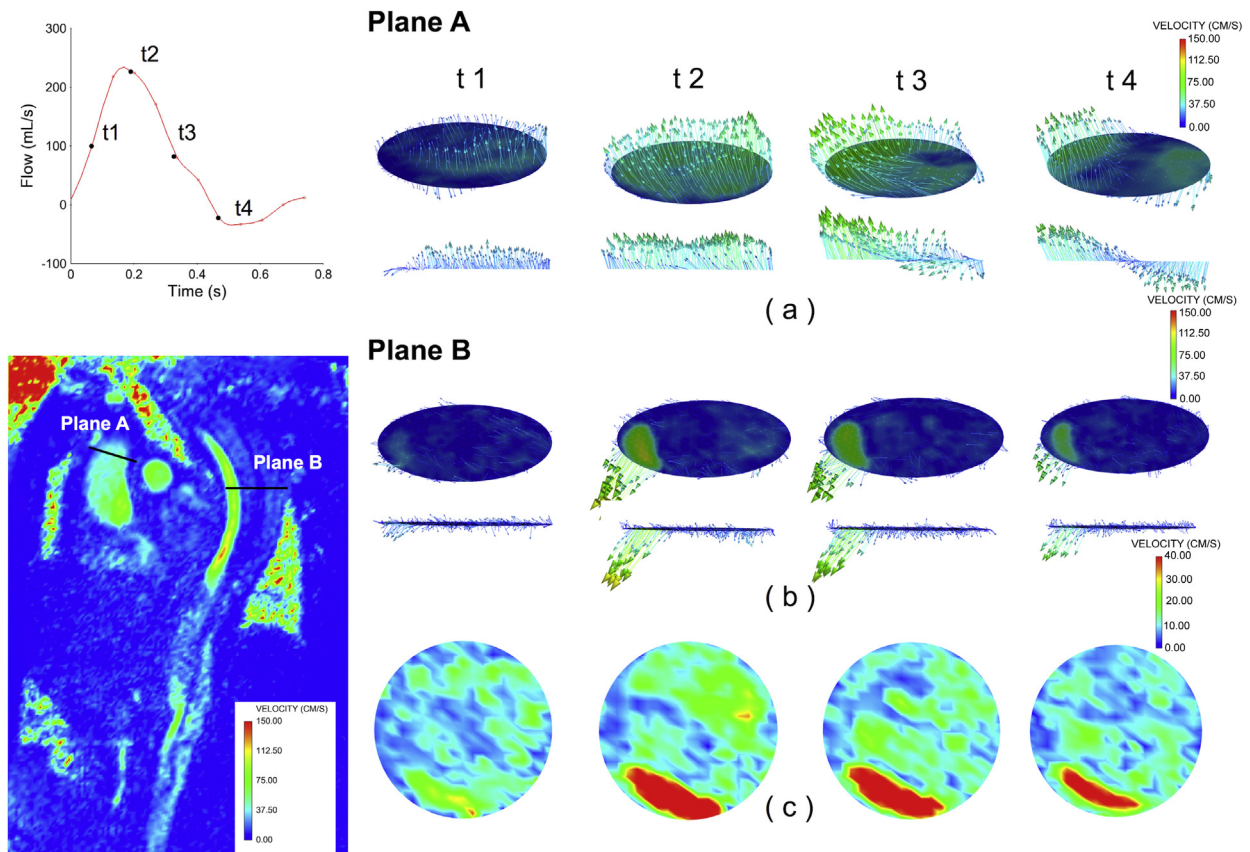 300
200
100
0
-100
Flow (mL/s)
0
0.2
0.4
0.6
0.8
Time (s)
t1
t2
t3
t4
Plane A
VELOCITY (CM/S)
150.00
112.50
75.00
37.50
0.00
t 1
t 2
t 3
t 4
( a )
VELOCITY (CM/S)
150.00
112.50
75.00
37.50
0.00
Plane B
( b )
VELOCITY (CM/S)
40.00
30.00
20.00
10.00
0.00
( c )
Plane A
Plane B
VELOCITY (CM/S)
150.00
112.50
75.00
37.50
0.00